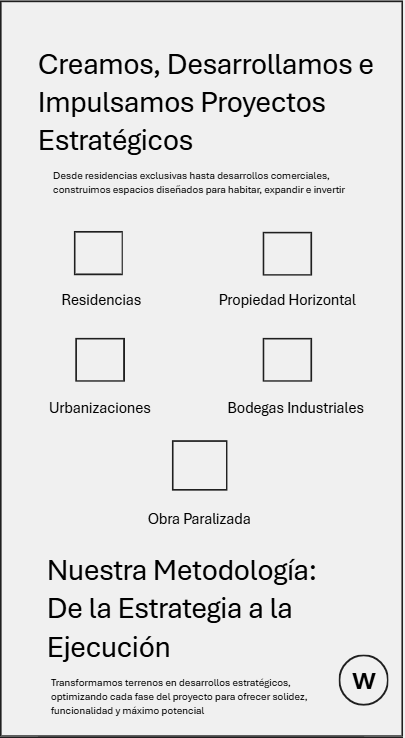 Creamos, Desarrollamos e
Impulsamos Proyectos
Estratégicos
Desde residencias exclusivas hasta desarrollos comerciales,
construimos espacios diseñados para habitar, expandir e invertir
Residencias
Propiedad Horizontal
Urbanizaciones
Bodegas Industriales
Obra Paralizada
Nuestra Metodología:
De la Estrategia a la
Ejecución
Transformamos terrenos en desarrollos estratégicos,
optimizando cada fase del proyecto para ofrecer solidez,
funcionalidad y máximo potencial
W